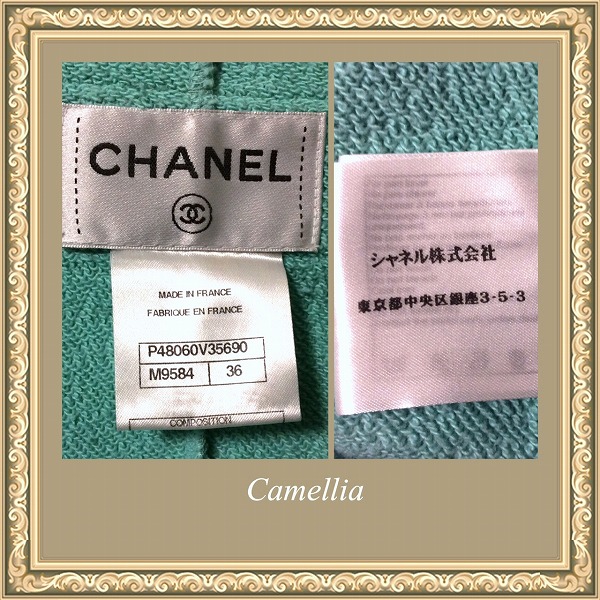 CHANEL
MADE IN FRANCE
FABRIQUE EN FRANCE
P48060V35690
M9584 36
COMPOSITION
シャネル株式会社
東京都中央区銀座3-5-3
Camellia